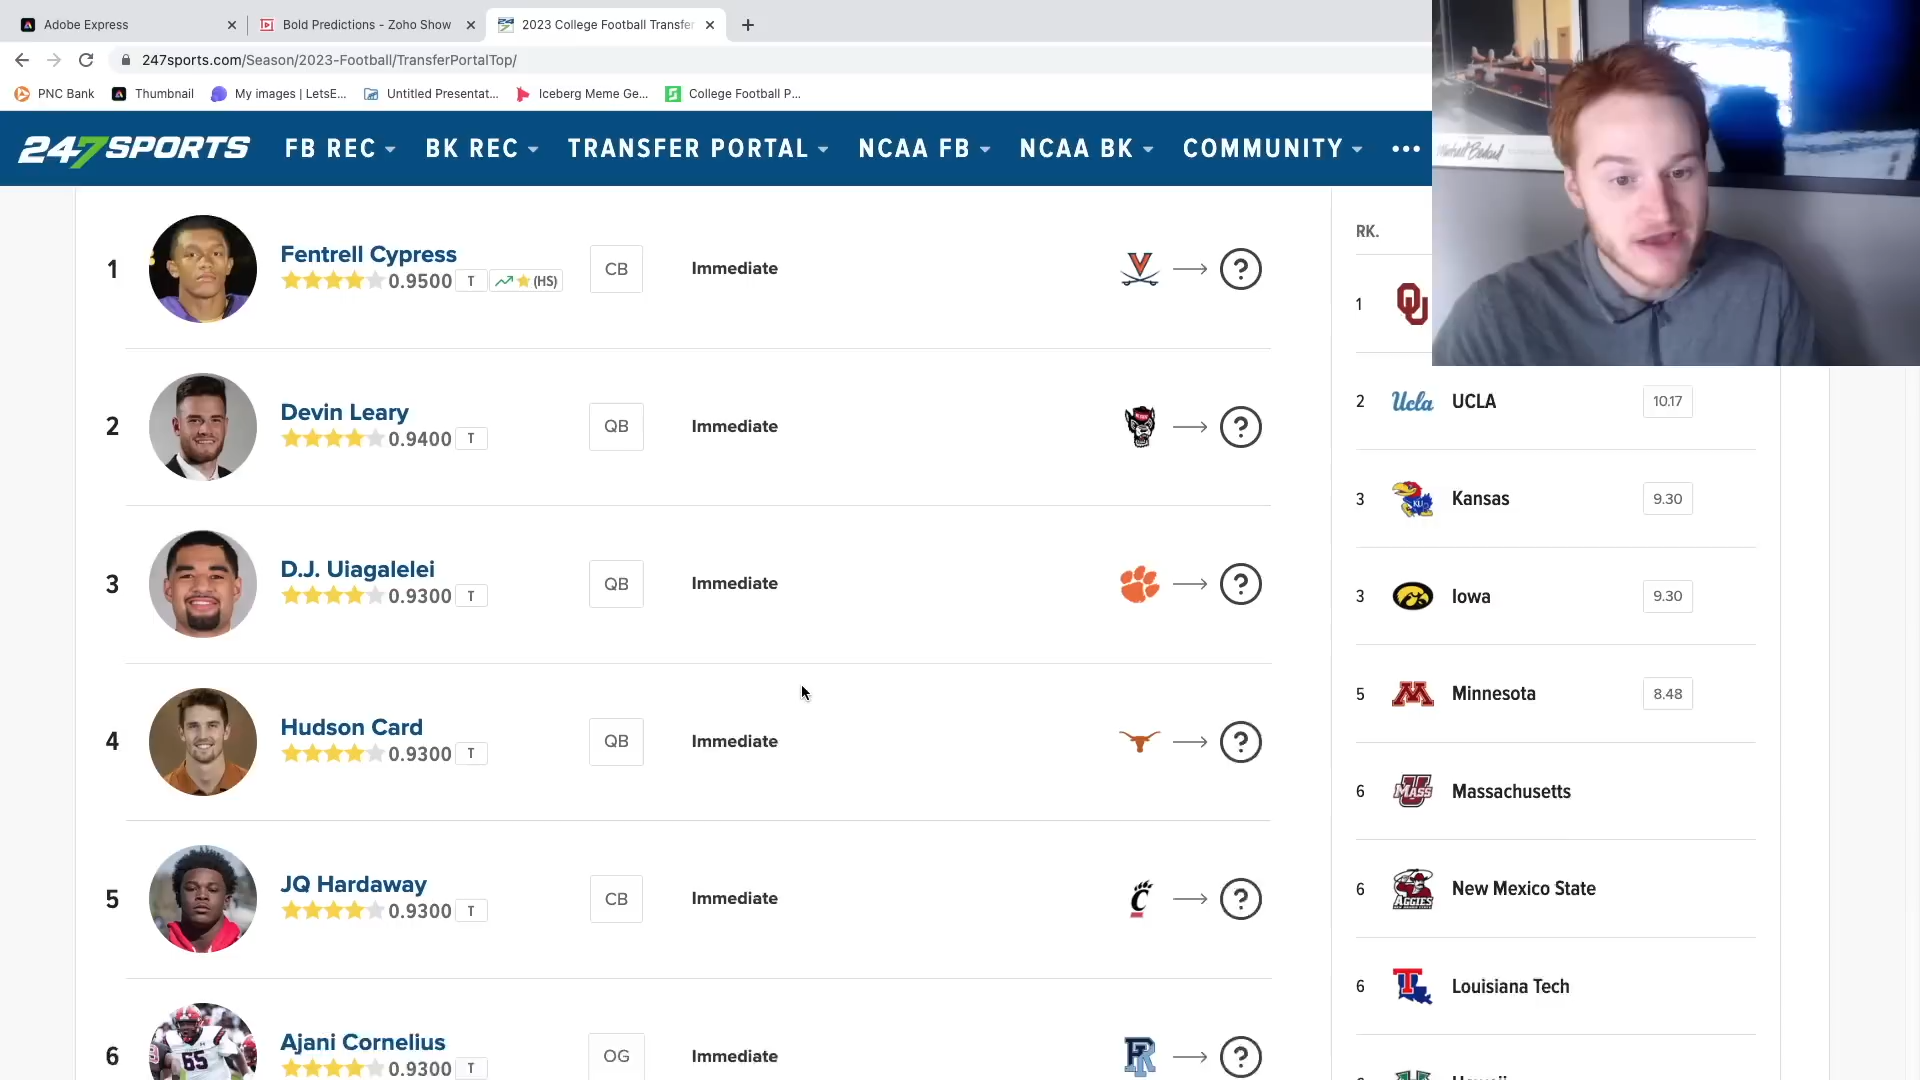 Adobe Express
Bold Predictions - Zoho Show
2023 College Football Transfer
247sports.com/Season/2023-Football/TransferPortalTop/
PNC Bank
Thumbnail
My images | LetsE...
Untitled Presentat...
Iceberg Meme Ge...
College Football P...
247SPORTS
FB REC
BK REC
TRANSFER PORTAL
NCAA FB
NCAA BK
COMMUNITY
1
Fentrell Cypress
0.9500 T (HS)
CB
Immediate
2
Devin Leary
0.9400 T
QB
Immediate
3
D.J. Uiagalelei
0.9300 T
QB
Immediate
4
Hudson Card
0.9300 T
QB
Immediate
5
JQ Hardaway
0.9300 T
CB
Immediate
6
Ajani Cornelius
0.9300 T
OG
Immediate
RK.
1
2 Ucla UCLA 10.17
3 KU Kansas 9.30
3 Iowa 9.30
5 M Minnesota 8.48
6 MASS Massachusetts
6 AGGIES New Mexico State
6 T Louisiana Tech